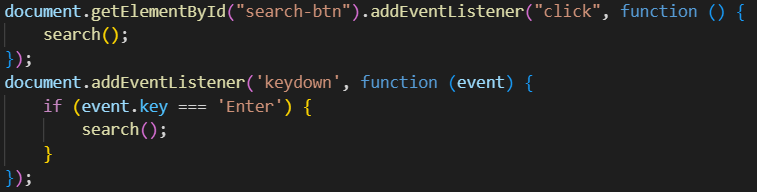 document.getElementById("search-btn").addEventListener("click", function () {
    search();
});
document.addEventListener('keydown', function (event) {
    if (event.key === 'Enter') {
        search();
    }
});